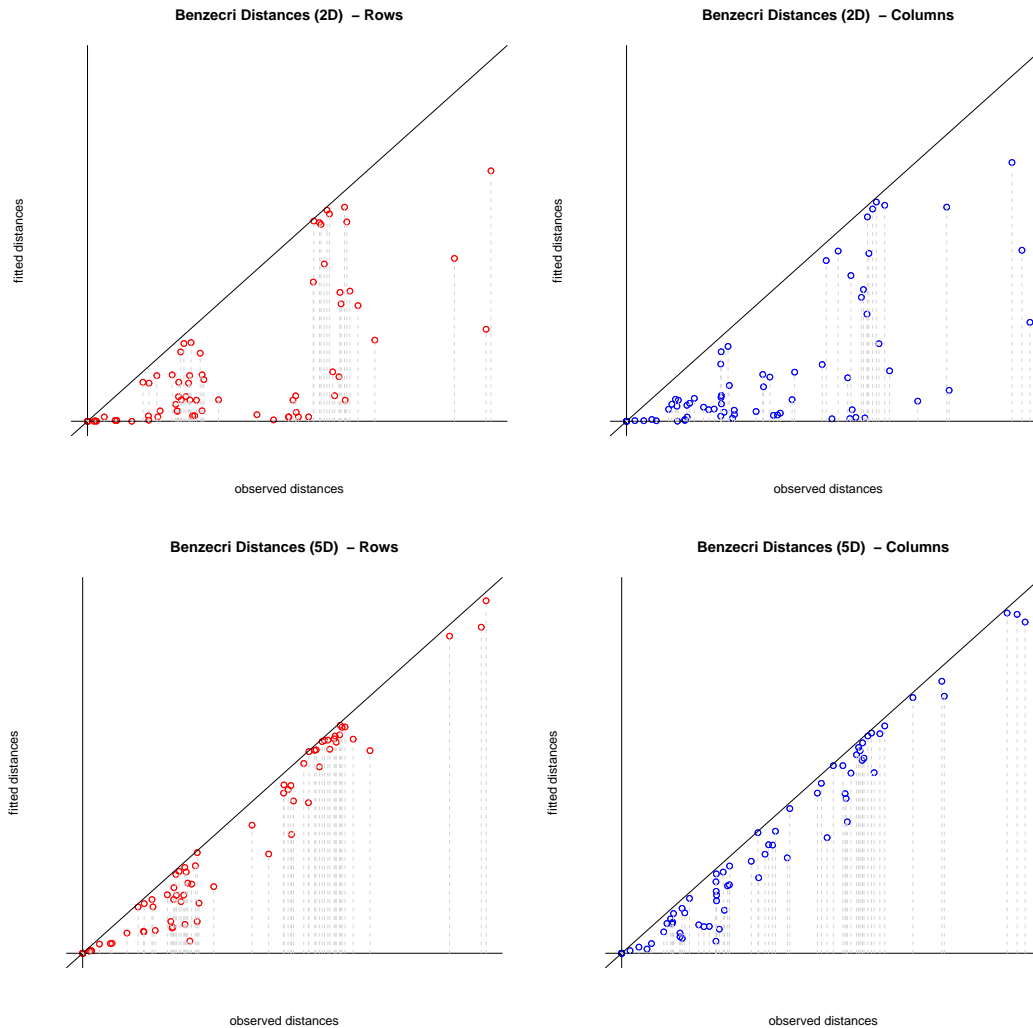 Benzecri Distances (2D) – Rows
fitted distances
observed distances
Benzecri Distances (2D) – Columns
fitted distances
observed distances
Benzecri Distances (5D) – Rows
fitted distances
observed distances
Benzecri Distances (5D) – Columns
fitted distances
observed distances